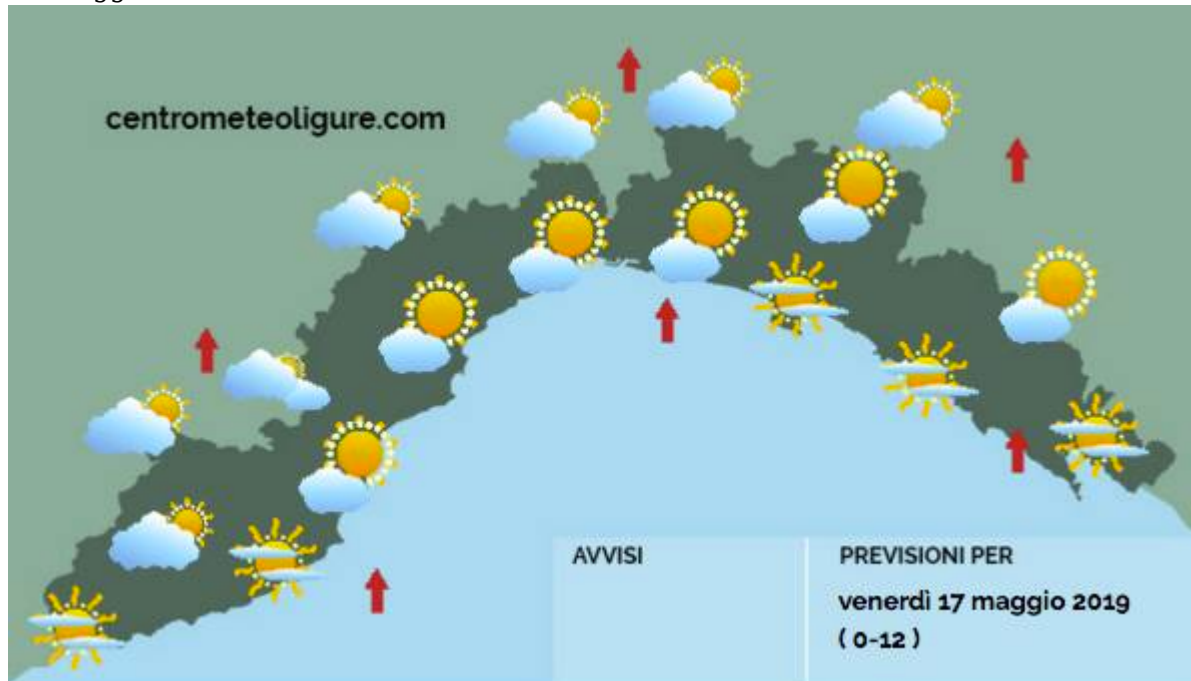 centrometeoligure.com
AVVISI
PREVISIONI PER
venerdì 17 maggio 2019
( 0-12 )